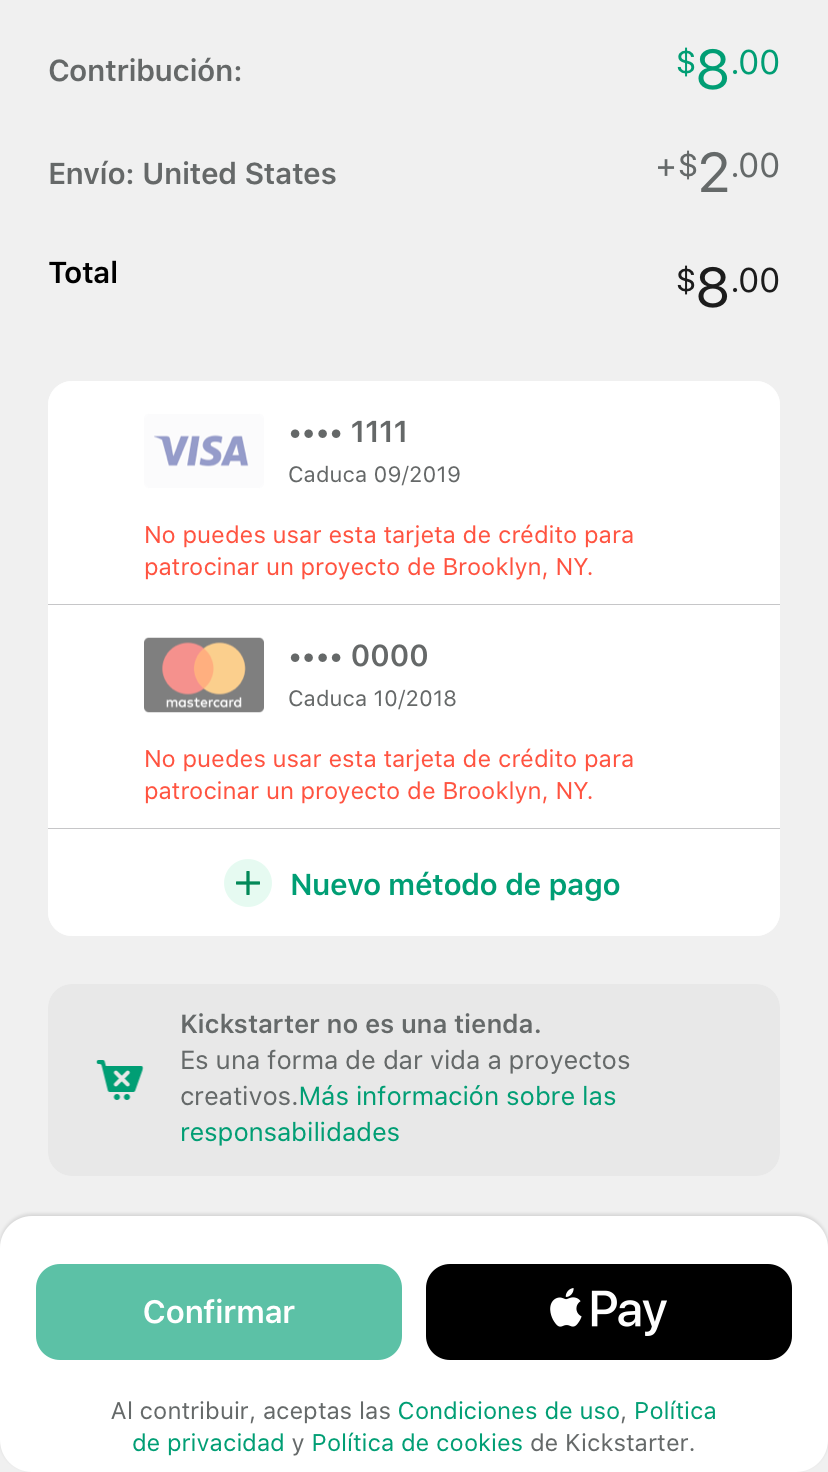 Contribución: $8.00
Envío: United States +$2.00
Total $8.00
VISA •••• 1111
Caduca 09/2019
No puedes usar esta tarjeta de crédito para
patrocinar un proyecto de Brooklyn, NY.
mastercard •••• 0000
Caduca 10/2018
No puedes usar esta tarjeta de crédito para
patrocinar un proyecto de Brooklyn, NY.
+ Nuevo método de pago
Kickstarter no es una tienda.
Es una forma de dar vida a proyectos
creativos.Más información sobre las
responsabilidades
Confirmar Pay
Al contribuir, aceptas las Condiciones de uso, Política
de privacidad y Política de cookies de Kickstarter.